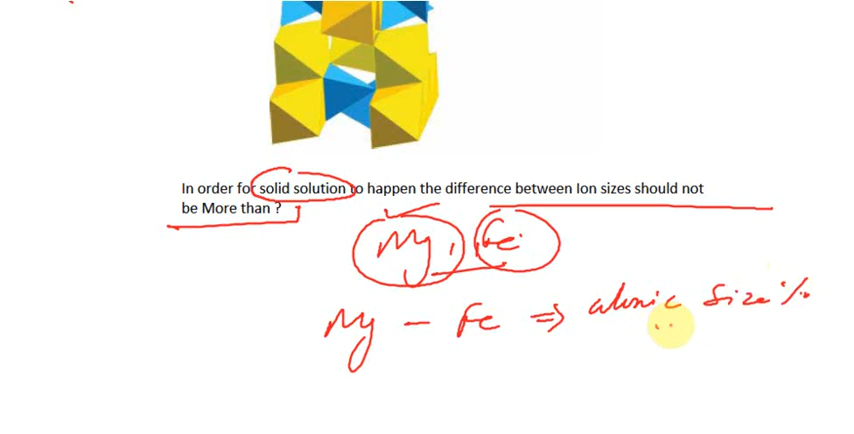 In order for solid solution to happen the difference between Ion sizes should not
be More than ?
Mg, Fe
Mg - Fe ⇒ atomic size %